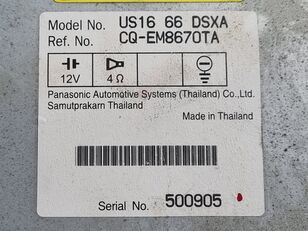 Model No. US16 66 DSXA
Ref. No. CQ-EM8670TA
12V 4 Ω
Panasonic Automotive Systems (Thailand) Co.,Ltd.
Samutprakarn Thailand
Made in Thailand
Serial No. 500905